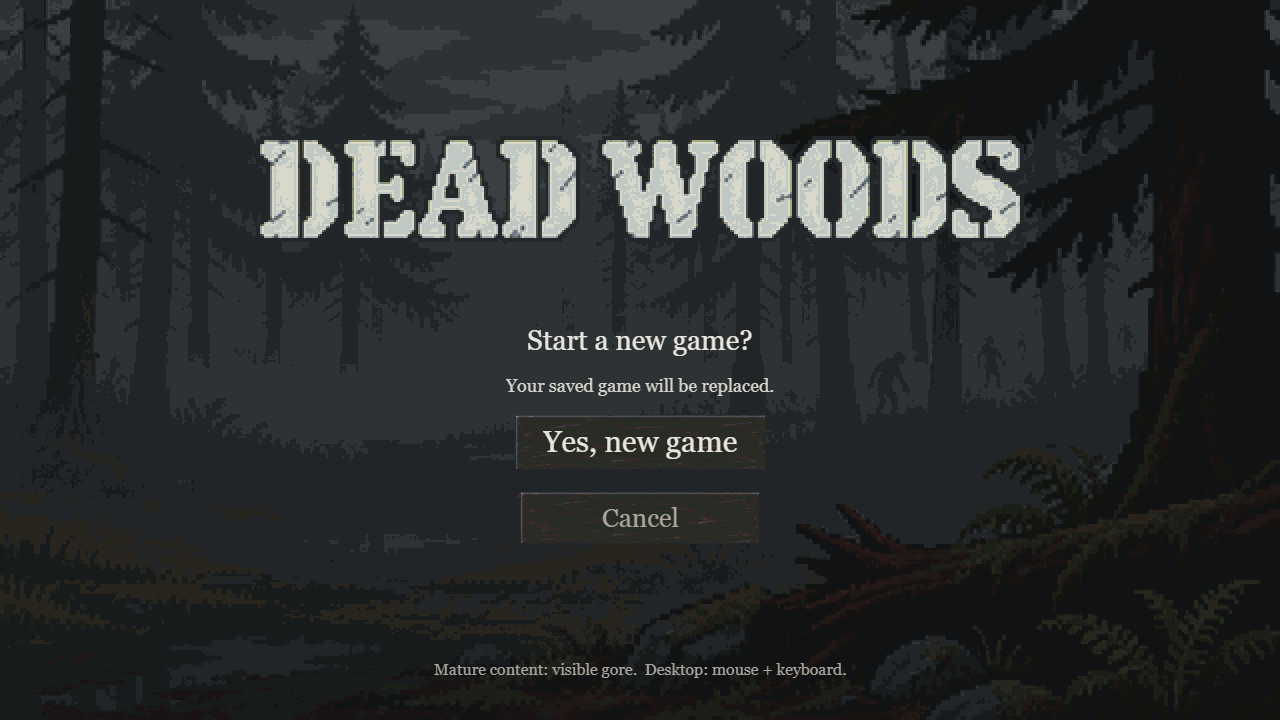 DEAD WOODS
Start a new game?
Your saved game will be replaced.
Yes, new game
Cancel
Mature content: visible gore.  Desktop: mouse + keyboard.